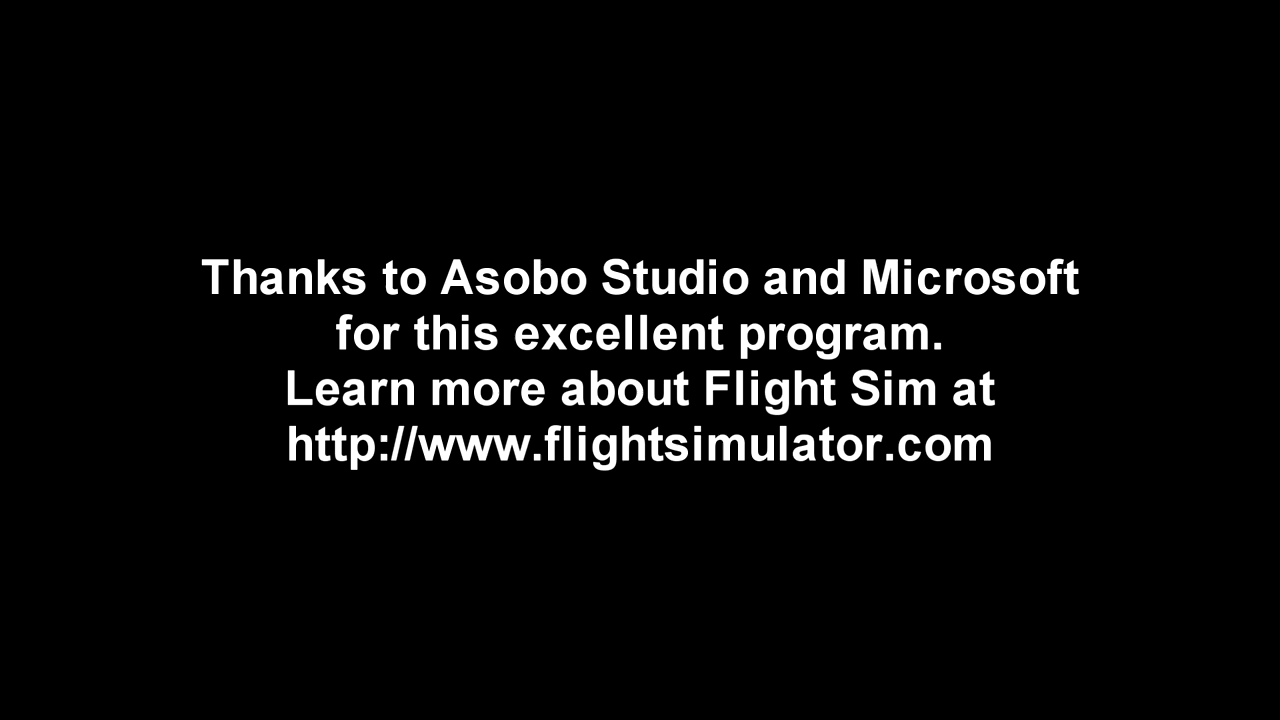 Thanks to Asobo Studio and Microsoft
for this excellent program.
Learn more about Flight Sim at
http://www.flightsimulator.com